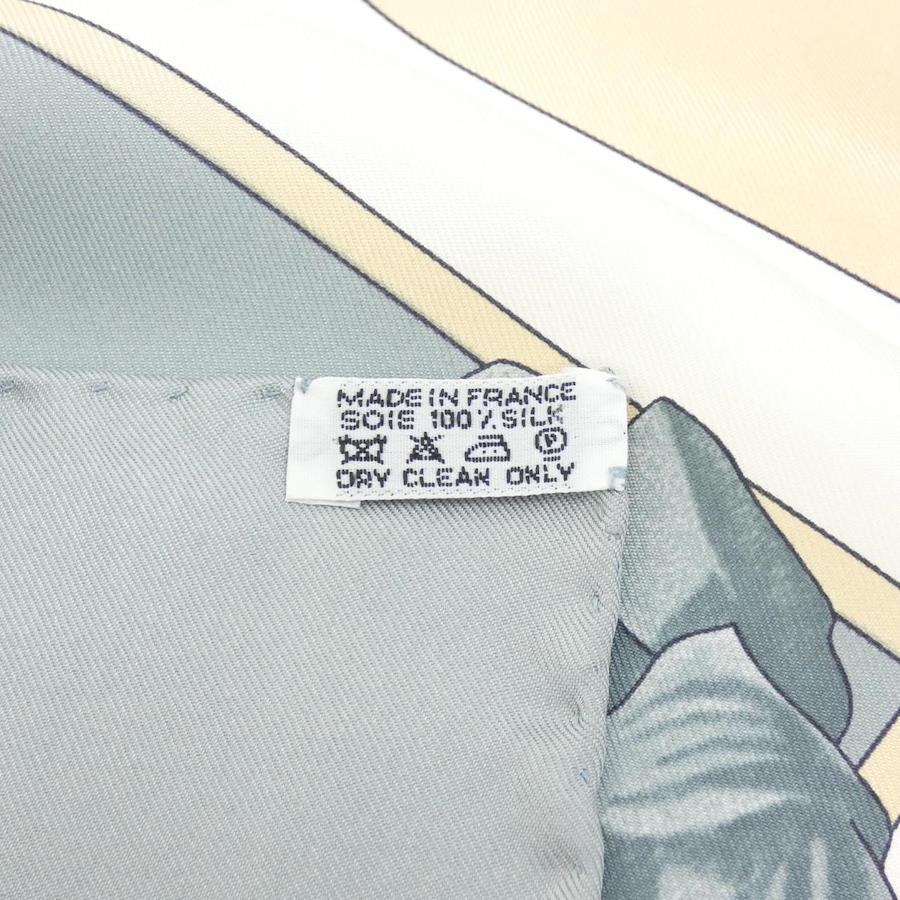 MADE IN FRANCE
SOIE 100% SILK
P
DRY CLEAN ONLY